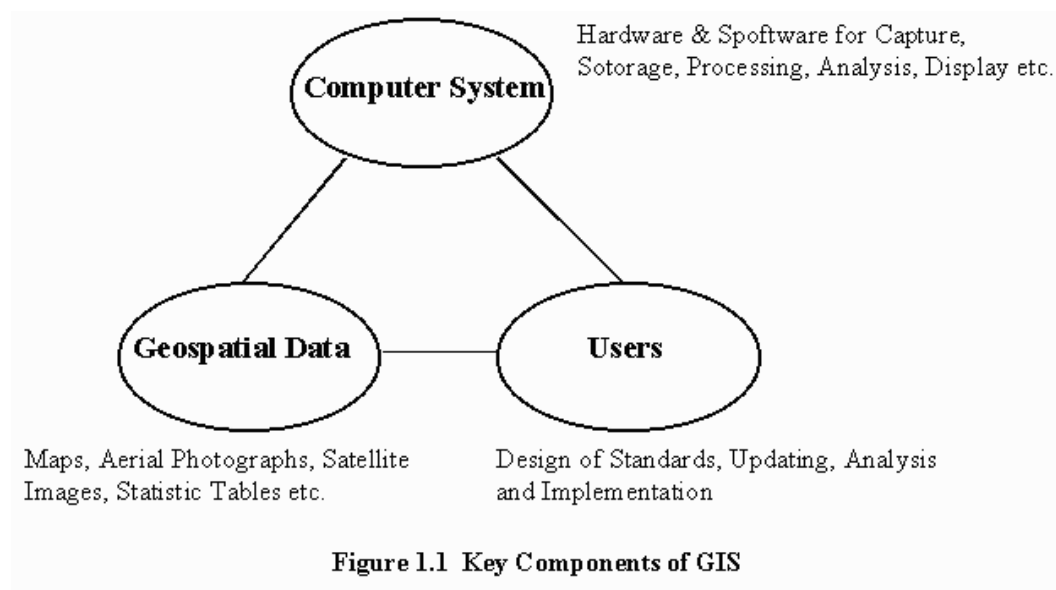 Hardware & Spoftware for Capture,
Sotorage, Processing, Analysis, Display etc.
Computer System
Geospatial Data
Users
Maps, Aerial Photographs, Satellite
Images, Statistic Tables etc.
Design of Standards, Updating, Analysis
and Implementation
Figure 1.1 Key Components of GIS